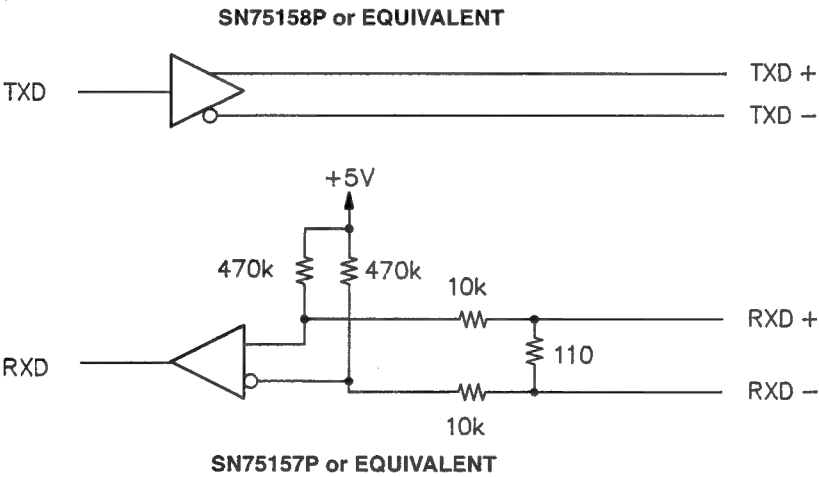 SN75158P or EQUIVALENT
TXD
TXD +
TXD −
+5V
470k
470k
10k
RXD +
110
RXD
RXD −
10k
SN75157P or EQUIVALENT